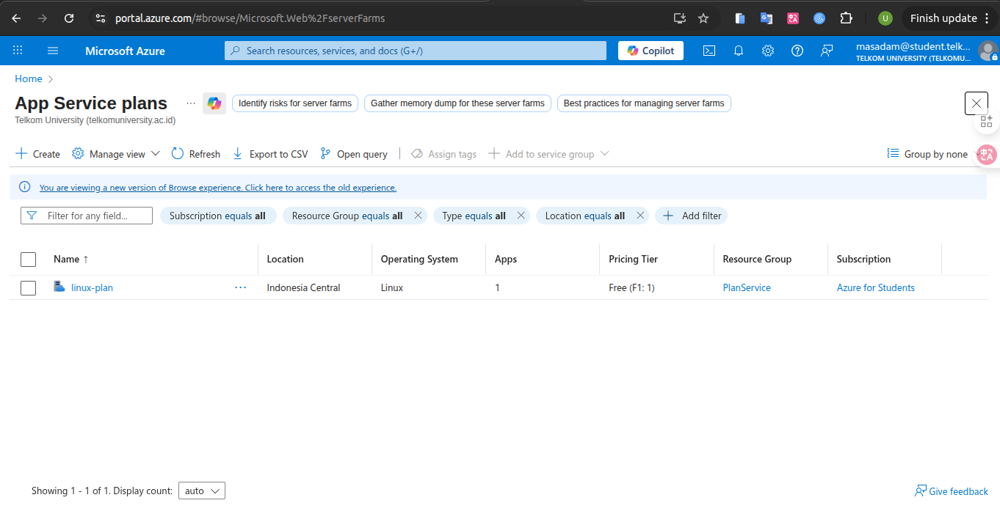 portal.azure.com/#browse/Microsoft.Web%2FserverFarms
U
Finish update
Microsoft Azure
Search resources, services, and docs (G+/)
Copilot
masadam@student.telk...
TELKOM UNIVERSITY (TELKOMU...
Home
App Service plans
...
Identify risks for server farms
Gather memory dump for these server farms
Best practices for managing server farms
Telkom University (telkomuniversity.ac.id)
Create
Manage view
Refresh
Export to CSV
Open query
Assign tags
Add to service group
Group by none
You are viewing a new version of Browse experience. Click here to access the old experience.
Filter for any field...
Subscription equals all
Resource Group equals all
Type equals all
Location equals all
Add filter
Name ↑ Location Operating System Apps Pricing Tier Resource Group Subscription
linux-plan ... Indonesia Central Linux 1 Free (F1: 1) PlanService Azure for Students
Showing 1 - 1 of 1. Display count: auto
Give feedback